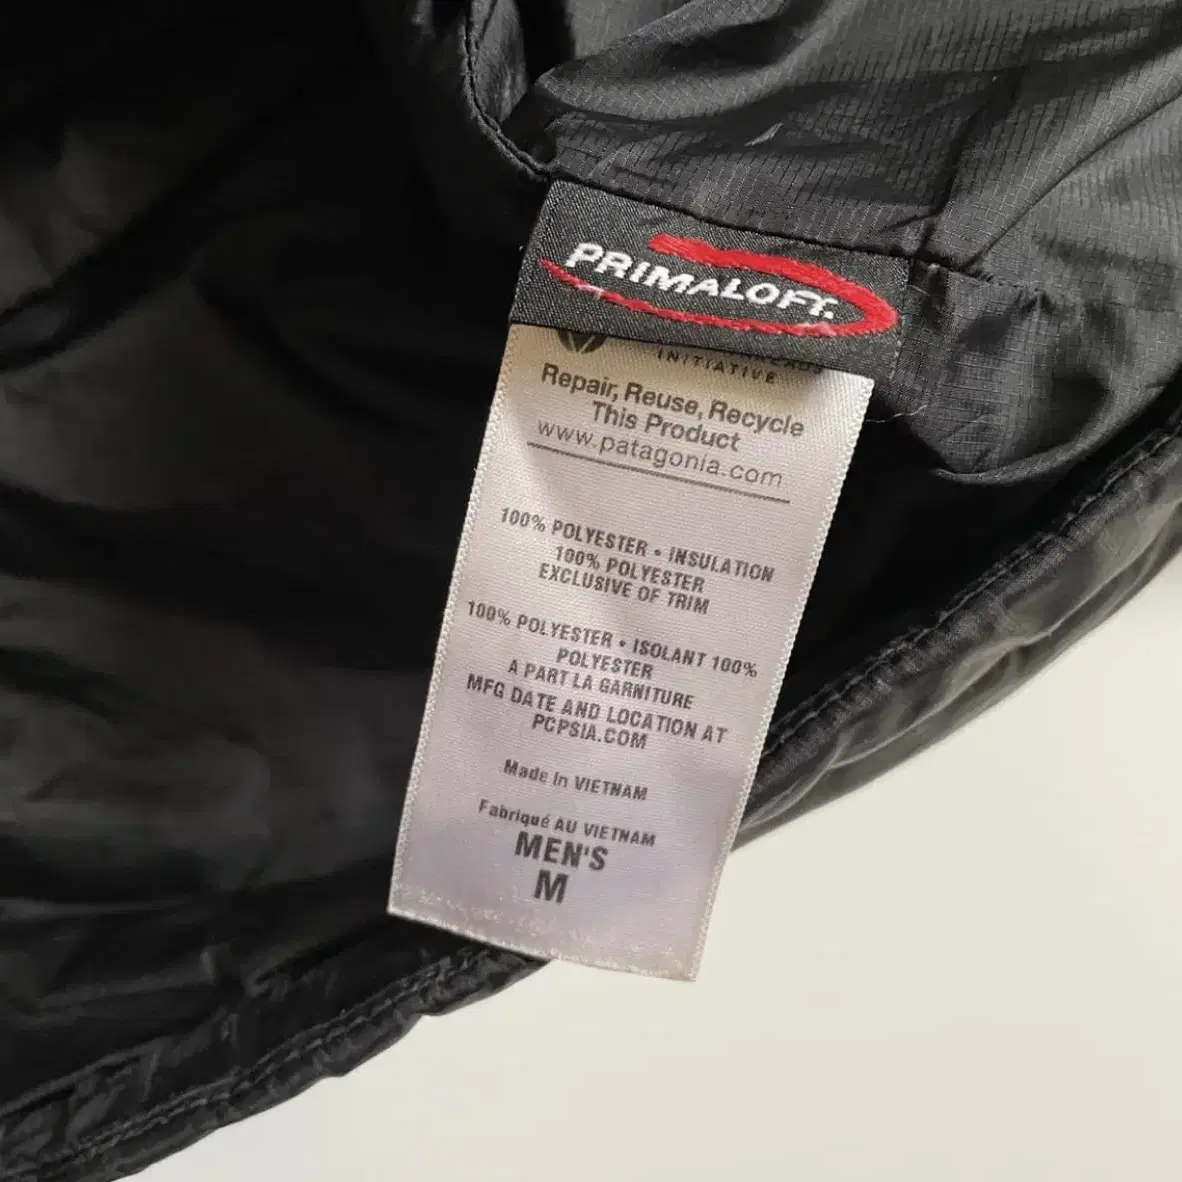 PRIMALOFT.
INITIATIVE
Repair, Reuse, Recycle
This Product
www.patagonia.com
100% POLYESTER • INSULATION
100% POLYESTER
EXCLUSIVE OF TRIM
100% POLYESTER • ISOLANT 100%
POLYESTER
A PART LA GARNITURE
MFG DATE AND LOCATION AT
PCPSIA.COM
Made in VIETNAM
Fabriqué AU VIETNAM
MEN'S
M